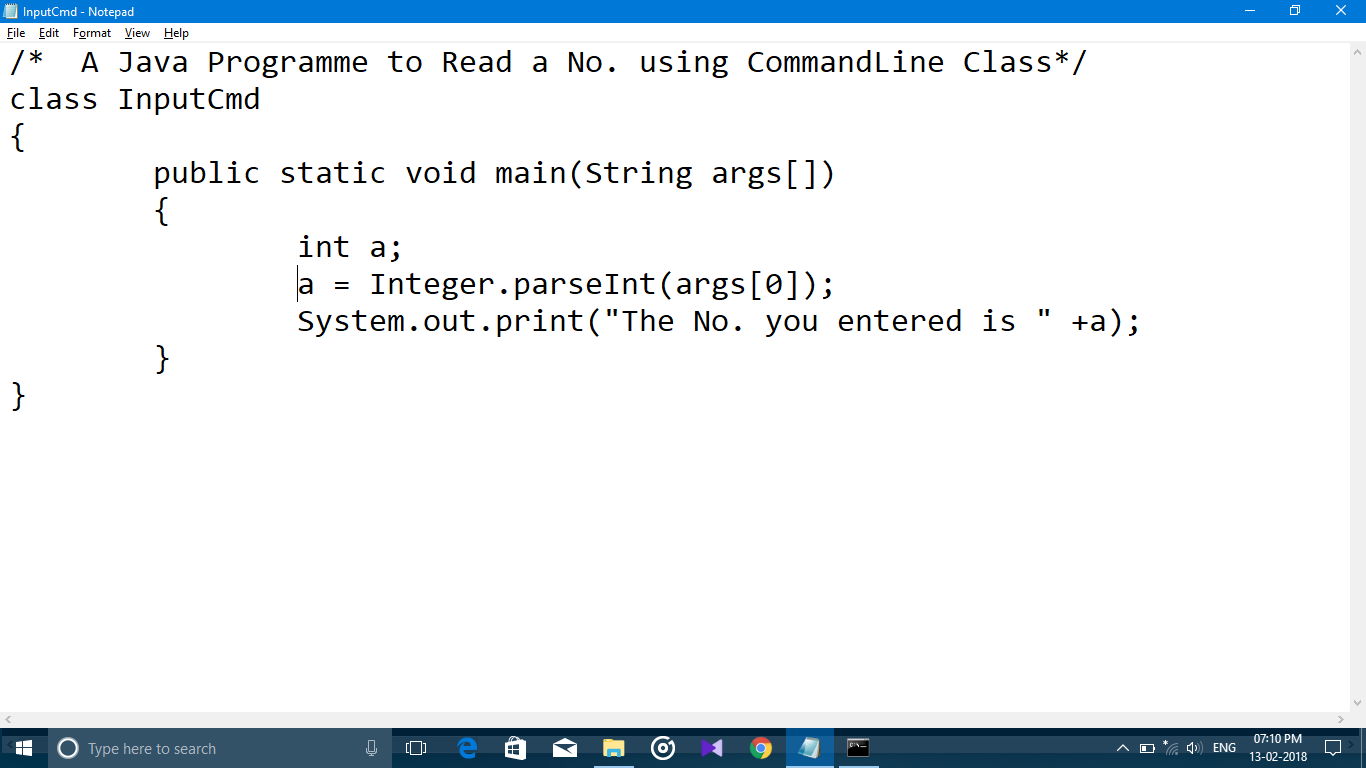 InputCmd - Notepad
File Edit Format View Help
/*  A Java Programme to Read a No. using CommandLine Class*/
class InputCmd
{
        public static void main(String args[])
        {
                int a;
                a = Integer.parseInt(args[0]);
                System.out.print("The No. you entered is " +a);
        }
}
Type here to search
ENG
07:10 PM
13-02-2018